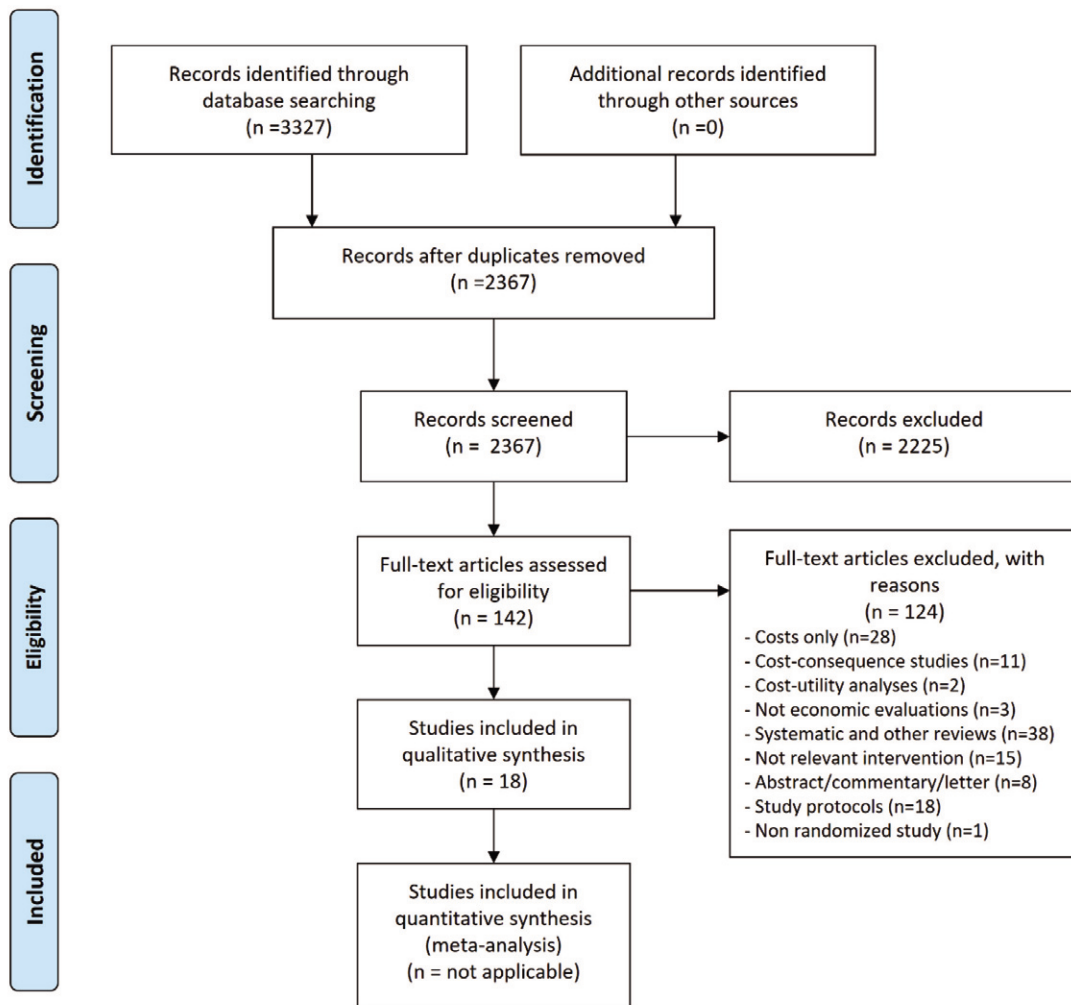 Identification
Records identified through
database searching
(n =3327)
Additional records identified
through other sources
(n =0)
Records after duplicates removed
(n =2367)
Screening
Records screened
(n = 2367)
Records excluded
(n = 2225)
Eligibility
Full-text articles assessed
for eligibility
(n = 142)
Full-text articles excluded, with
reasons
(n = 124)
- Costs only (n=28)
- Cost-consequence studies (n=11)
- Cost-utility analyses (n=2)
- Not economic evaluations (n=3)
- Systematic and other reviews (n=38)
- Not relevant intervention (n=15)
- Abstract/commentary/letter (n=8)
- Study protocols (n=18)
- Non randomized study (n=1)
Studies included in
qualitative synthesis
(n = 18)
Included
Studies included in
quantitative synthesis
(meta-analysis)
(n = not applicable)